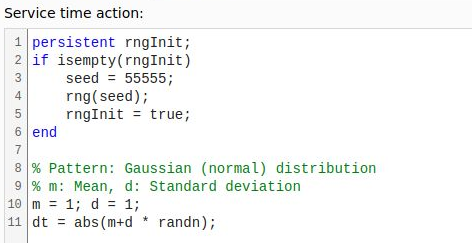 Service time action:
1 persistent rngInit;
2 if isempty(rngInit)
3     seed = 55555;
4     rng(seed);
5     rngInit = true;
6 end
7
8 % Pattern: Gaussian (normal) distribution
9 % m: Mean, d: Standard deviation
10 m = 1; d = 1;
11 dt = abs(m+d * randn);